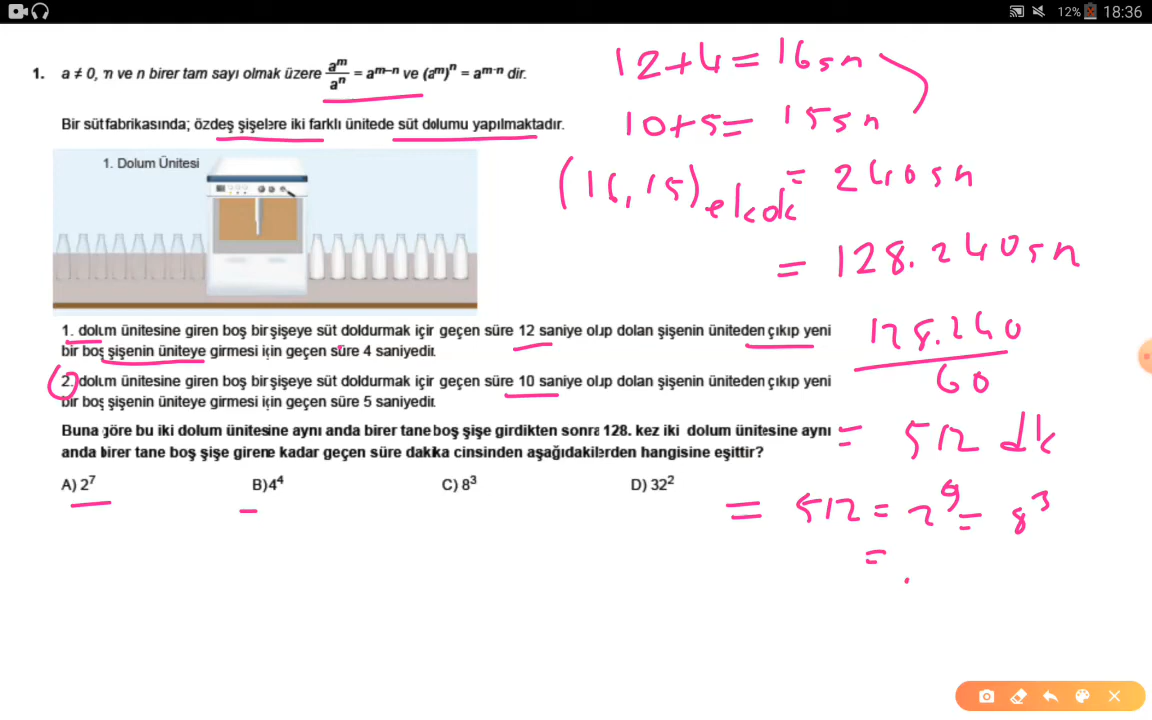 12% 18:36
1. a ≠ 0, m ve n birer tam sayı olmak üzere aᵐ/aⁿ = aᵐ⁻ⁿ ve (aᵐ)ⁿ = aᵐ·ⁿ dir.
Bir süt fabrikasında; özdeş şişelere iki farklı ünitede süt dolumu yapılmaktadır.
1. Dolum Ünitesi
1. dolum ünitesine giren boş bir şişeye süt doldurmak için geçen süre 12 saniye olup dolan şişenin üniteden çıkıp yeni
bir boş şişenin üniteye girmesi için geçen süre 4 saniyedir.
2. dolum ünitesine giren boş bir şişeye süt doldurmak için geçen süre 10 saniye olup dolan şişenin üniteden çıkıp yeni
bir boş şişenin üniteye girmesi için geçen süre 5 saniyedir.
Buna göre bu iki dolum ünitesine aynı anda birer tane boş şişe girdikten sonra 128. kez iki dolum ünitesine aynı
anda birer tane boş şişe girene kadar geçen süre dakika cinsinden aşağıdakilerden hangisine eşittir?
A) 2⁷ B) 4⁴ C) 8³ D) 32²
12+4=16sn
10+5= 15sn
(16,15)ekok = 240sn
= 128.240sn
128.240
60
= 512 dk
= 512 = 2⁹ = 8³
= .